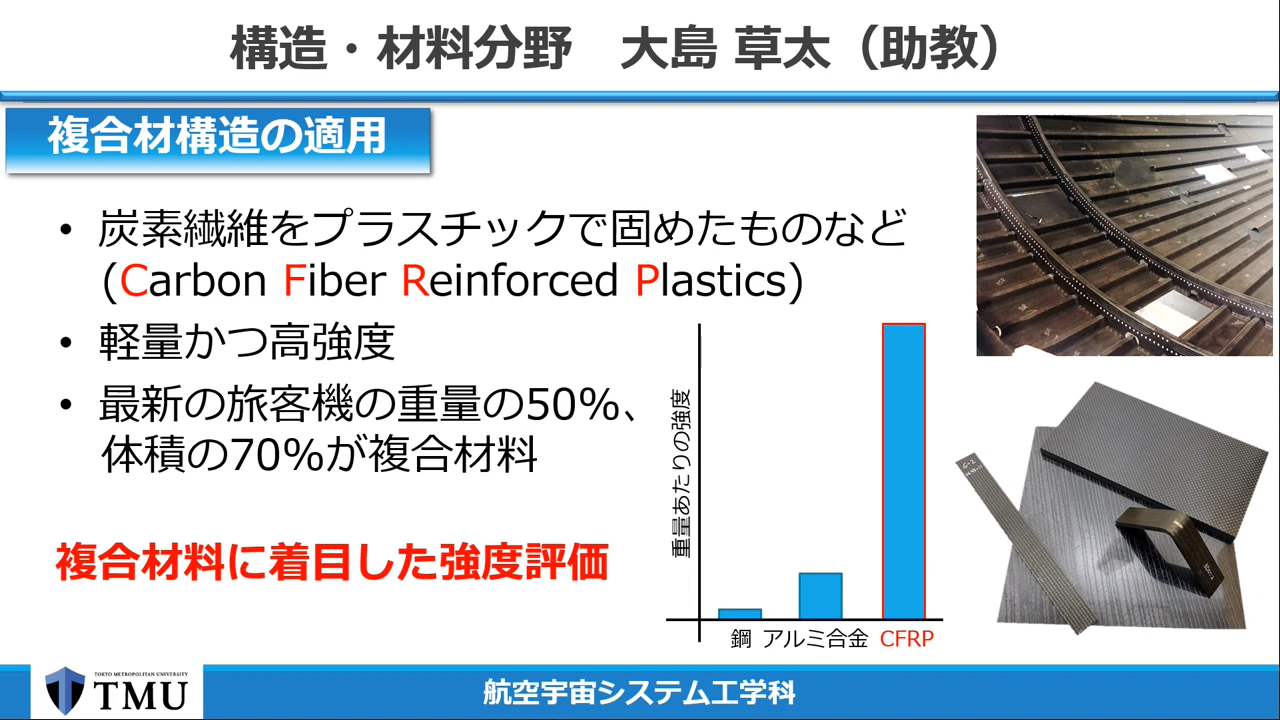 構造・材料分野　大島 草太（助教）
複合材構造の適用
• 炭素繊維をプラスチックで固めたものなど
(Carbon Fiber Reinforced Plastics)
• 軽量かつ高強度
• 最新の旅客機の重量の50%、
体積の70%が複合材料
複合材料に着目した強度評価
重量あたりの強度
鋼 アルミ合金 CFRP
TOKYO METROPOLITAN UNIVERSITY
TMU
航空宇宙システム工学科